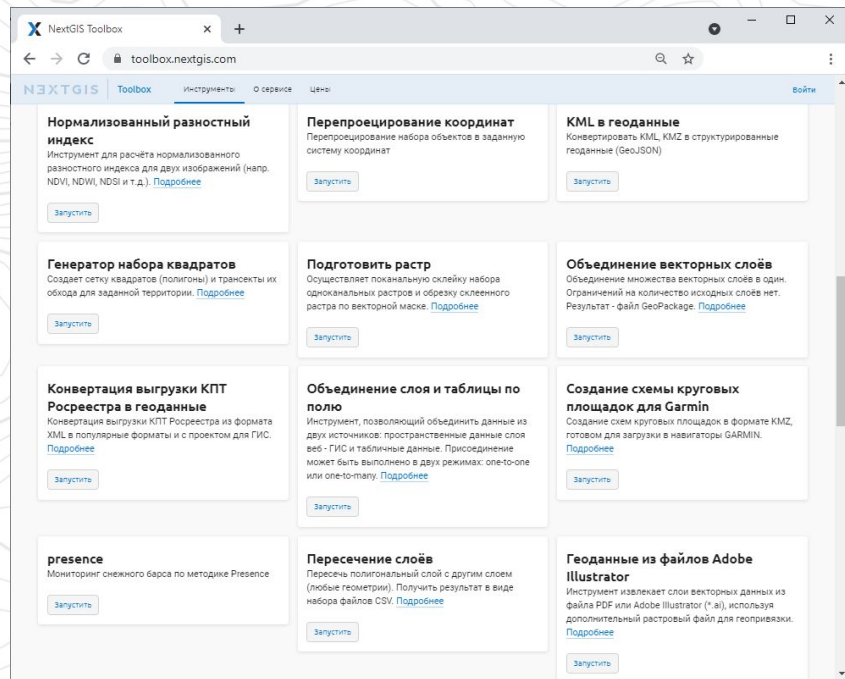 NextGIS Toolbox
toolbox.nextgis.com
NEXTGIS Toolbox Инструменты О сервисе Цены Войти
Нормализованный разностный
индекс
Инструмент для расчёта нормализованного
разностного индекса для двух изображений (напр.
NDVI, NDWI, NDSI и т.д.). Подробнее
Запустить
Перепроецирование координат
Перепроецирование набора объектов в заданную
систему координат
Запустить
KML в геоданные
Конвертировать KML, KMZ в структурированные
геоданные (GeoJSON)
Запустить
Генератор набора квадратов
Создает сетку квадратов (полигоны) и трансекты их
обхода для заданной территории. Подробнее
Запустить
Подготовить растр
Осуществляет поканальную склейку набора
одноканальных растров и обрезку склеенного
растра по векторной маске. Подробнее
Запустить
Объединение векторных слоёв
Объединение множества векторных слоёв в один.
Ограничений на количество исходных слоёв нет.
Результат - файл GeoPackage. Подробнее
Запустить
Конвертация выгрузки КПТ
Росреестра в геоданные
Конвертация выгрузки КПТ Росреестра из формата
XML в популярные форматы и с проектом для ГИС.
Подробнее
Запустить
Объединение слоя и таблицы по
полю
Инструмент, позволяющий объединить данные из
двух источников: пространственные данные слоя
веб - ГИС и табличные данные. Присоединение
может быть выполнено в двух режимах: one-to-one
или one-to-many. Подробнее
Запустить
Создание схемы круговых
площадок для Garmin
Создание схем круговых площадок в формате KMZ,
готовом для загрузки в навигаторы GARMIN.
Подробнее
Запустить
presence
Мониторинг снежного барса по методике Presence
Запустить
Пересечение слоёв
Пересечь полигональный слой с другим слоем
(любые геометрии). Получить результат в виде
набора файлов CSV. Подробнее
Запустить
Геоданные из файлов Adobe
Illustrator
Инструмент извлекает слои векторных данных из
файла PDF или Adobe Illustrator (*.ai), используя
дополнительный растровый файл для геопривязки.
Подробнее
Запустить